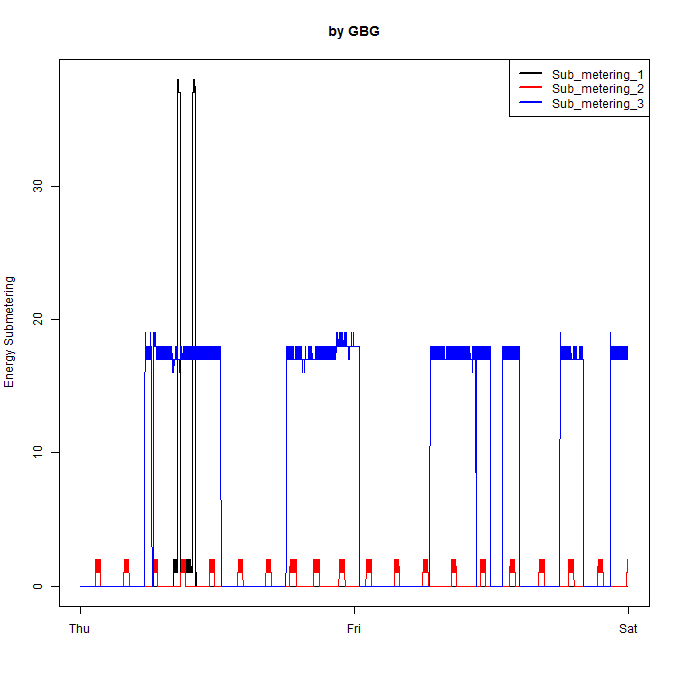 by GBG
Sub_metering_1
Sub_metering_2
Sub_metering_3
Energy Submetering
30
20
10
0
Thu
Fri
Sat